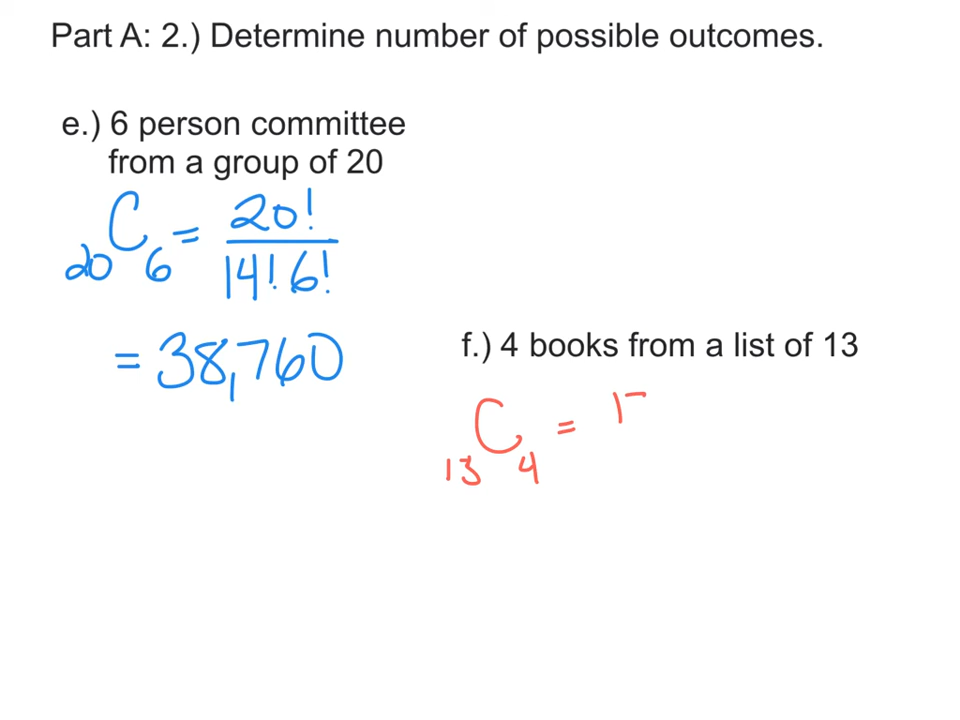 Part A: 2.) Determine number of possible outcomes.
e.) 6 person committee
from a group of 20
20C6 = 20! / 14! 6!
= 38,760
f.) 4 books from a list of 13
13C4 = 1